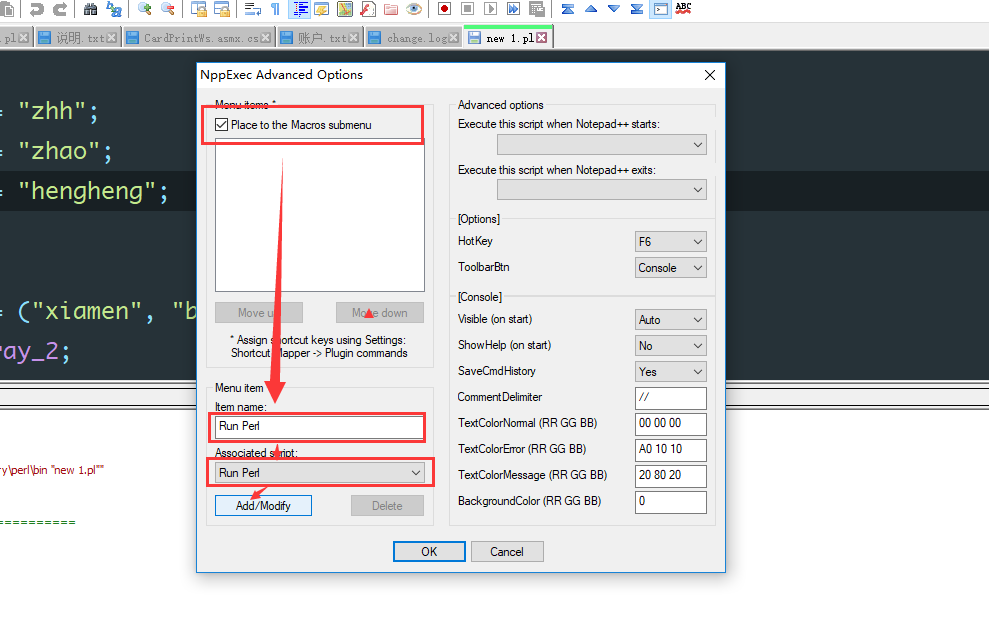 ABC
.pl
说明.txt
CardPrintWs.asmx.cs
账户.txt
change.log
new 1.pl
= "zhh";
= "zhao";
= "hengheng";
= ("xiamen", "b
ray_2;
ry\perl\bin "new 1.pl""
==========
NppExec Advanced Options
Menu items *
Place to the Macros submenu
Move up
Move down
* Assign shortcut keys using Settings:
Shortcut Mapper -> Plugin commands
Menu item
Item name:
Run Perl
Associated script:
Run Perl
Add/Modify
Delete
Advanced options
Execute this script when Notepad++ starts:
Execute this script when Notepad++ exits:
[Options]
HotKey
F6
ToolbarBtn
Console
[Console]
Visible (on start)
Auto
ShowHelp (on start)
No
SaveCmdHistory
Yes
CommentDelimiter
//
TextColorNormal (RR GG BB)
00 00 00
TextColorError (RR GG BB)
A0 10 10
TextColorMessage (RR GG BB)
20 80 20
BackgroundColor (RR GG BB)
0
OK
Cancel